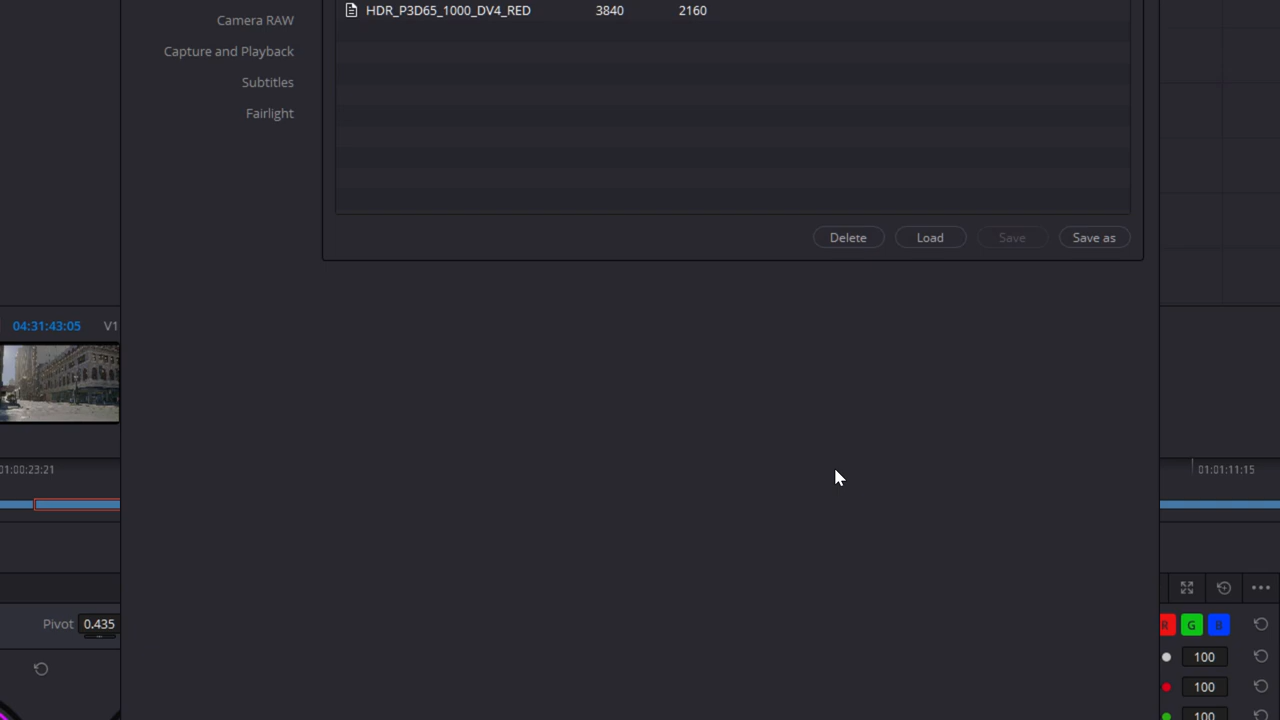 Camera RAW
HDR_P3D65_1000_DV4_RED 3840 2160
Capture and Playback
Subtitles
Fairlight
Delete Load Save Save as
04:31:43:05 V1
01:00:23:21
01:01:11:15
Pivot 0.435
R G B
100
100
100